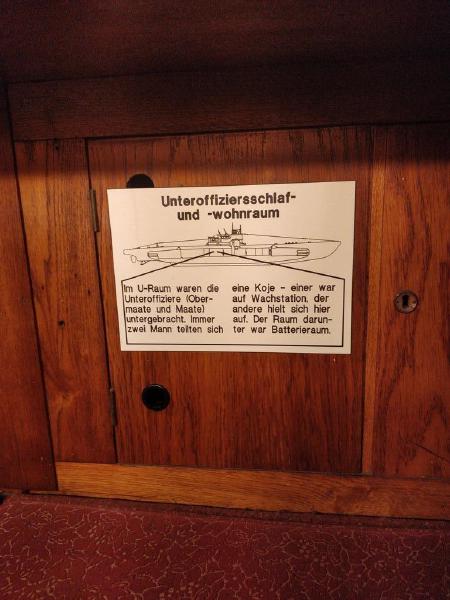 Unteroffiziersschlaf-
und -wohnraum
Im U-Raum waren die
Unteroffiziere (Ober-
maate und Maate)
untergebracht. Immer
zwei Mann teilten sich
eine Koje - einer war
auf Wachstation, der
andere hielt sich hier
auf. Der Raum darun-
ter war Batterieraum.